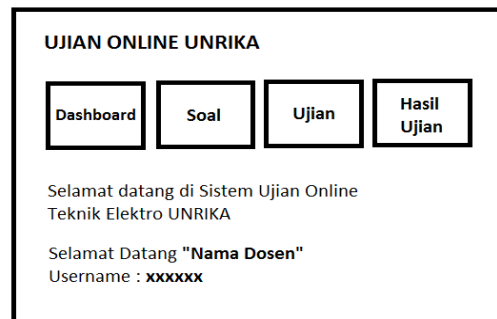 UJIAN ONLINE UNRIKA
Dashboard
Soal
Ujian
Hasil
Ujian
Selamat datang di Sistem Ujian Online
Teknik Elektro UNRIKA
Selamat Datang "Nama Dosen"
Username : xxxxxx